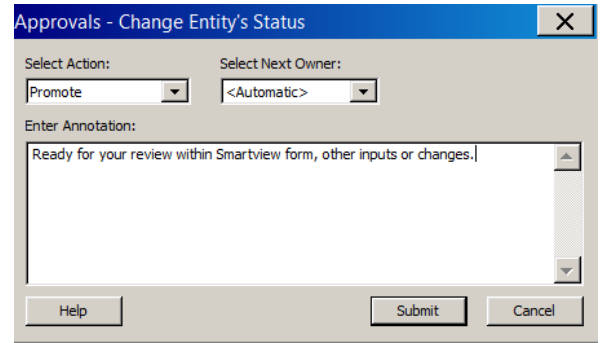 Approvals - Change Entity's Status
Select Action: Select Next Owner:
Promote <Automatic>
Enter Annotation:
Ready for your review within Smartview form, other inputs or changes.
Help Submit Cancel